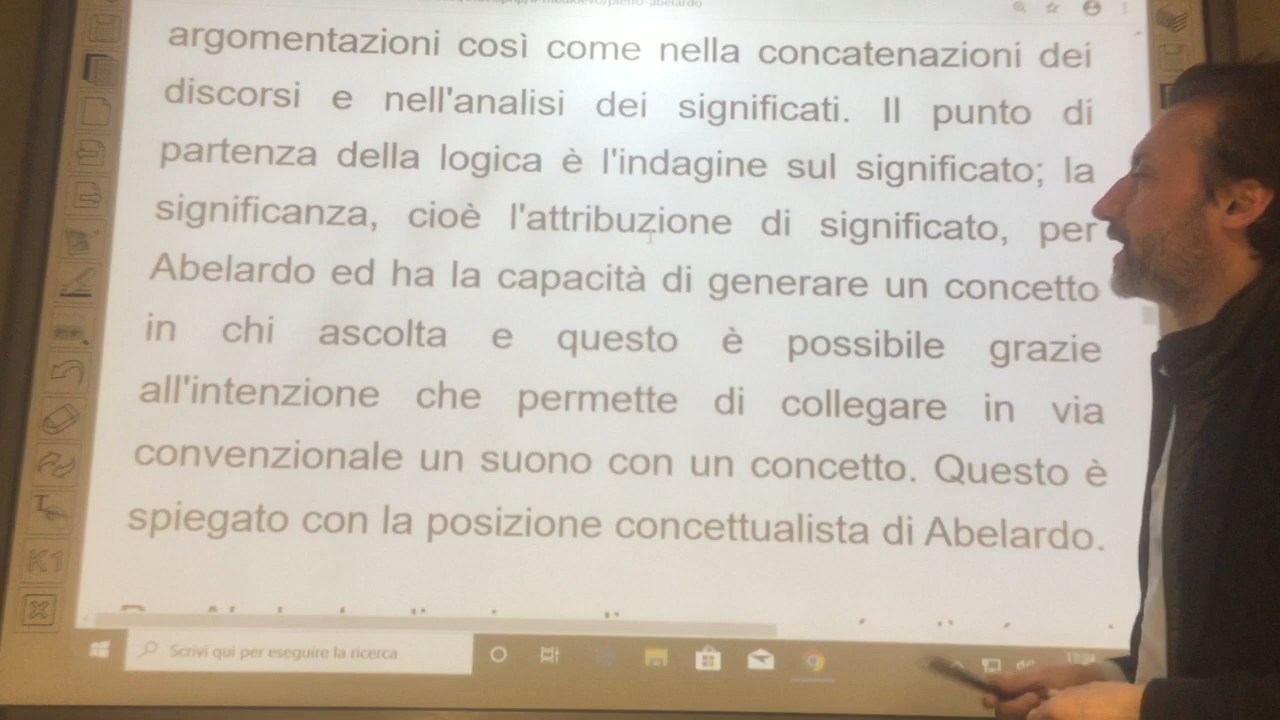 argomentazioni così come nella concatenazioni dei
discorsi e nell'analisi dei significati. Il punto di
partenza della logica è l'indagine sul significato; la
significanza, cioè l'attribuzione di significato, per
Abelardo ed ha la capacità di generare un concetto
in chi ascolta e questo è possibile grazie
all'intenzione che permette di collegare in via
convenzionale un suono con un concetto. Questo è
spiegato con la posizione concettualista di Abelardo.
K1
Scrivi qui per eseguire la ricerca